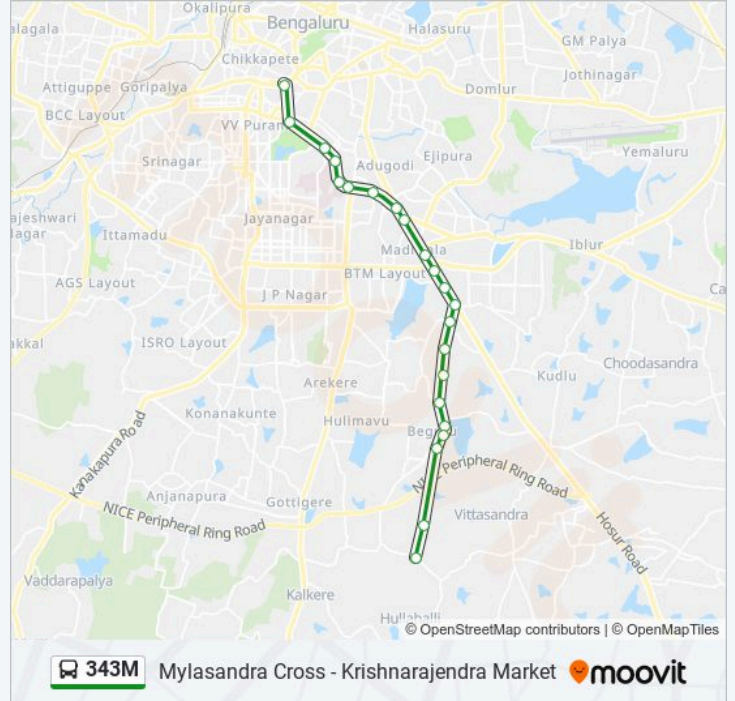 Okalipura
Bengaluru
Halasuru
GM Palya
Chikkapete
Jothinagar
Attiguppe
Goripalya
Domlur
BCC Layout
VV Puram
Yemaluru
Srinagar
Adugodi
Ejipura
Jayanagar
Ittamadu
Iblur
BTM Layout
AGS Layout
J P Nagar
ISRO Layout
Choodasandra
Arekere
Kudlu
Konanakunte
Hulimavu
Kanakapura Road
NICE Peripheral Ring Road
Anjanapura
Gottigere
NICE Peripheral Ring Road
Vittasandra
Hosur Road
Vaddarapalya
Kalkere
Hullahalli
© OpenStreetMap contributors | © OpenMapTiles
343M
Mylasandra Cross - Krishnarajendra Market
moovit